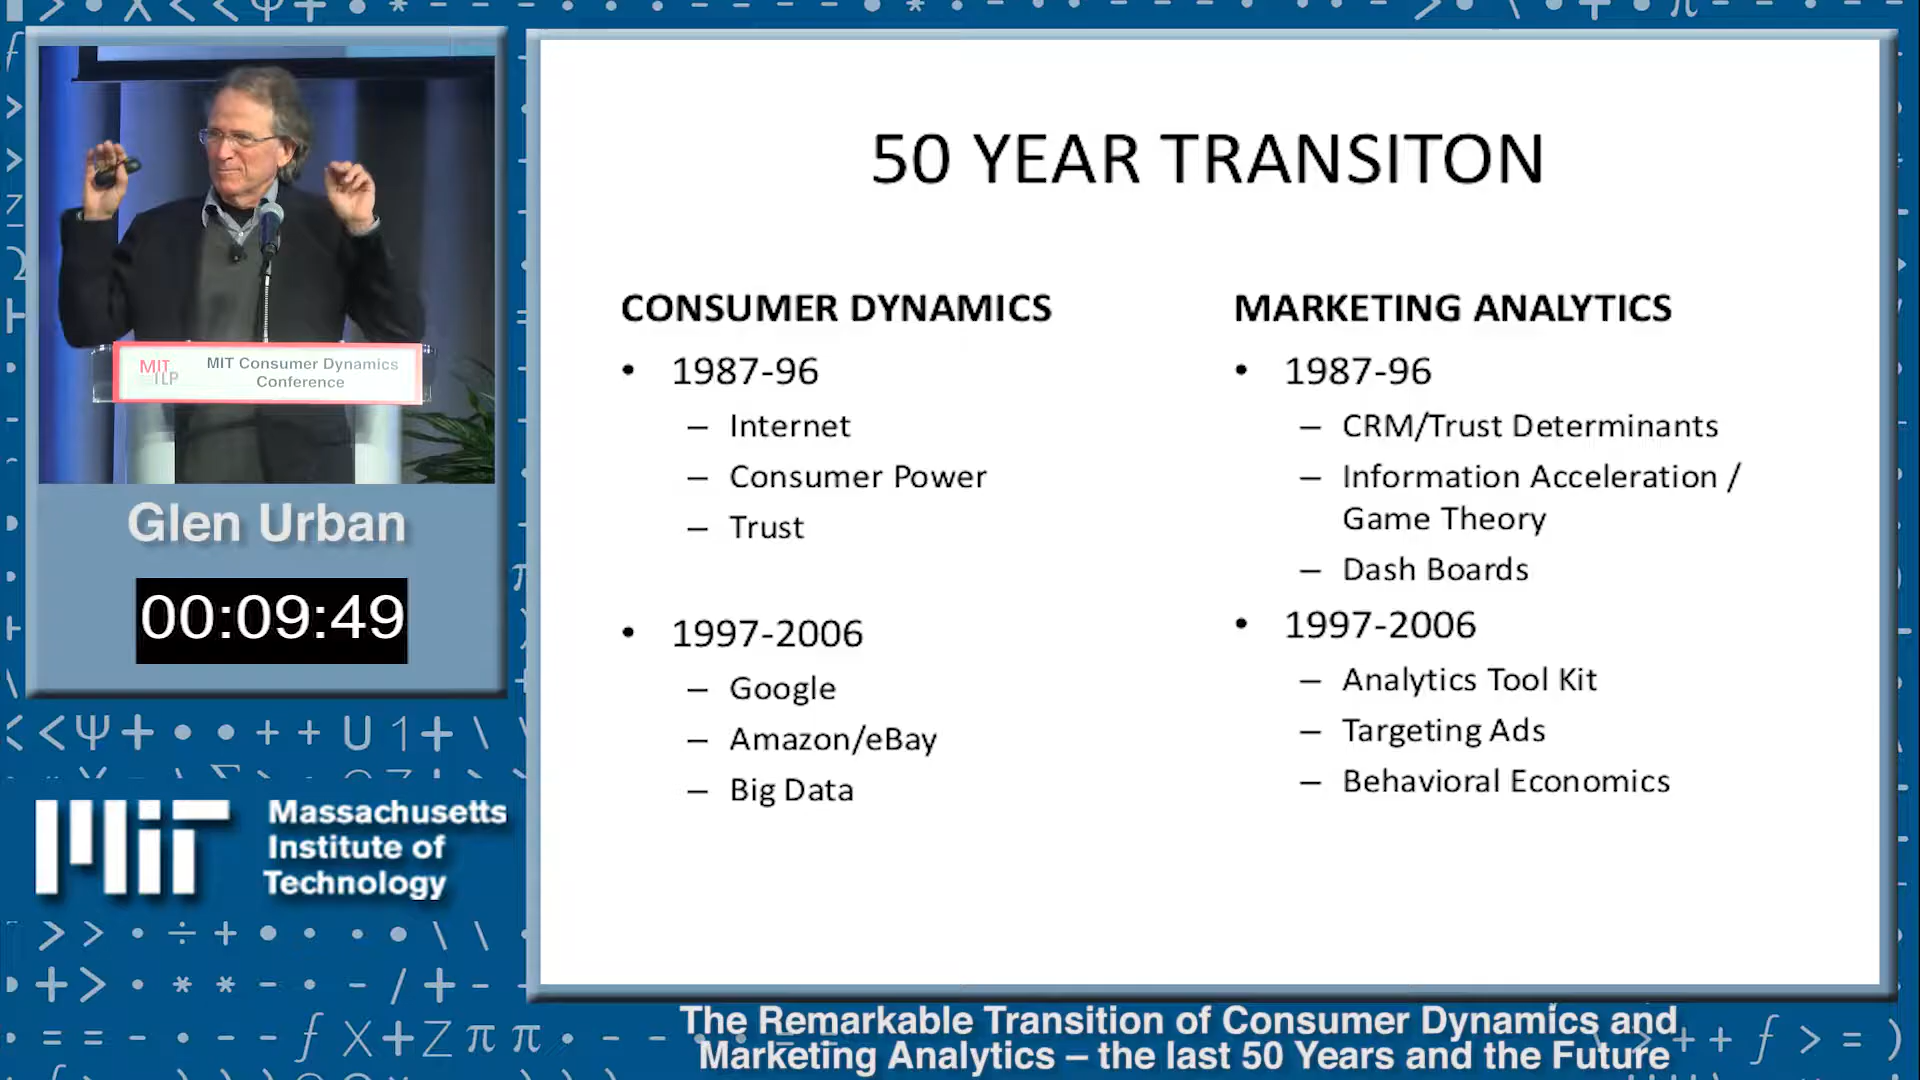 50 YEAR TRANSITON
CONSUMER DYNAMICS
• 1987-96
– Internet
– Consumer Power
– Trust
• 1997-2006
– Google
– Amazon/eBay
– Big Data
MARKETING ANALYTICS
• 1987-96
– CRM/Trust Determinants
– Information Acceleration /
Game Theory
– Dash Boards
• 1997-2006
– Analytics Tool Kit
– Targeting Ads
– Behavioral Economics
MIT
ILP
MIT Consumer Dynamics
Conference
Glen Urban
00:09:49
MIT
Massachusetts
Institute of
Technology
The Remarkable Transition of Consumer Dynamics and
Marketing Analytics – the last 50 Years and the Future